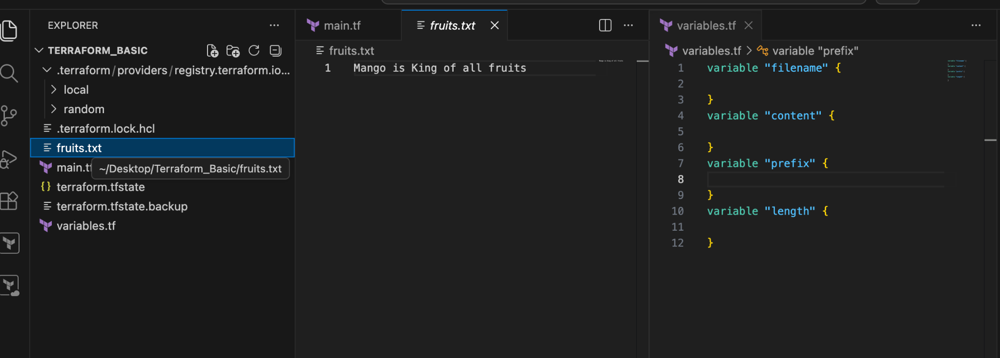 EXPLORER
TERRAFORM_BASIC
.terraform/providers/registry.terraform.io...
local
random
.terraform.lock.hcl
fruits.txt
main.tf
~/Desktop/Terraform_Basic/fruits.txt
terraform.tfstate
terraform.tfstate.backup
variables.tf
main.tf
fruits.txt
fruits.txt
1 Mango is King of all fruits
variables.tf
variables.tf > variable "prefix"
1 variable "filename" {
2
3 }
4 variable "content" {
5
6 }
7 variable "prefix" {
8
9 }
10 variable "length" {
11
12 }